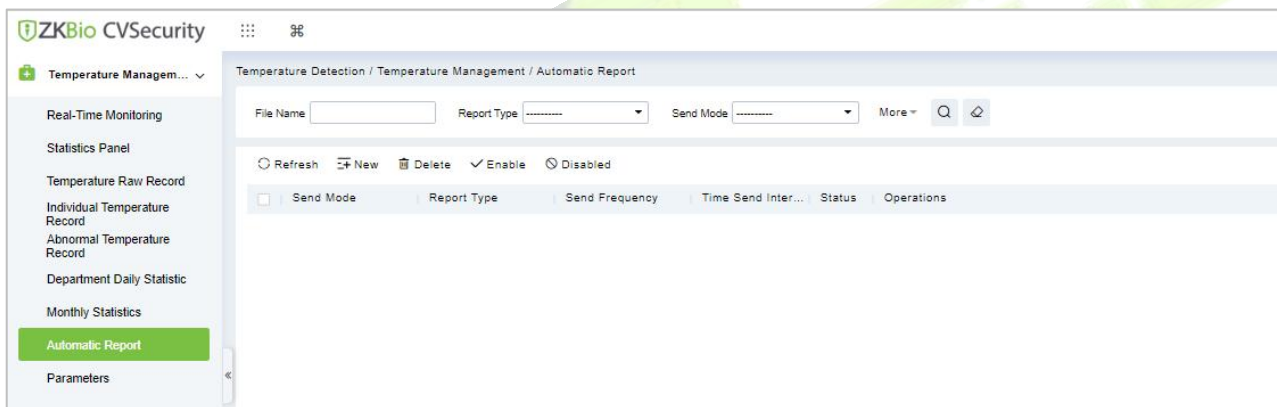 ZKBio CVSecurity
Temperature Managem...
Temperature Detection / Temperature Management / Automatic Report
Real-Time Monitoring
Statistics Panel
Temperature Raw Record
Individual Temperature
Record
Abnormal Temperature
Record
Department Daily Statistic
Monthly Statistics
Automatic Report
Parameters
File Name Report Type ---------- Send Mode ---------- More
Refresh New Delete Enable Disabled
Send Mode Report Type Send Frequency Time Send Inter... Status Operations